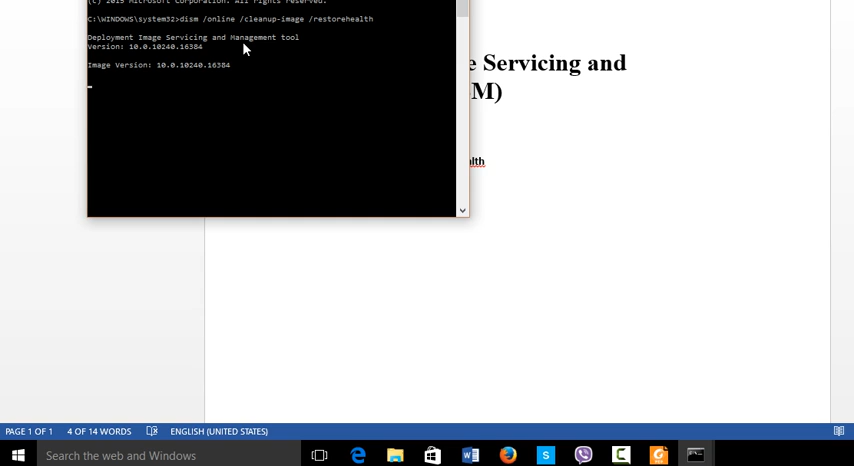 (c) 2015 Microsoft Corporation. All rights reserved.
C:\WINDOWS\system32>dism /online /cleanup-image /restorehealth
Deployment Image Servicing and Management tool
Version: 10.0.10240.16384
Image Version: 10.0.10240.16384
e Servicing and
M)
alth
PAGE 1 OF 1 4 OF 14 WORDS ENGLISH (UNITED STATES)
Search the web and Windows